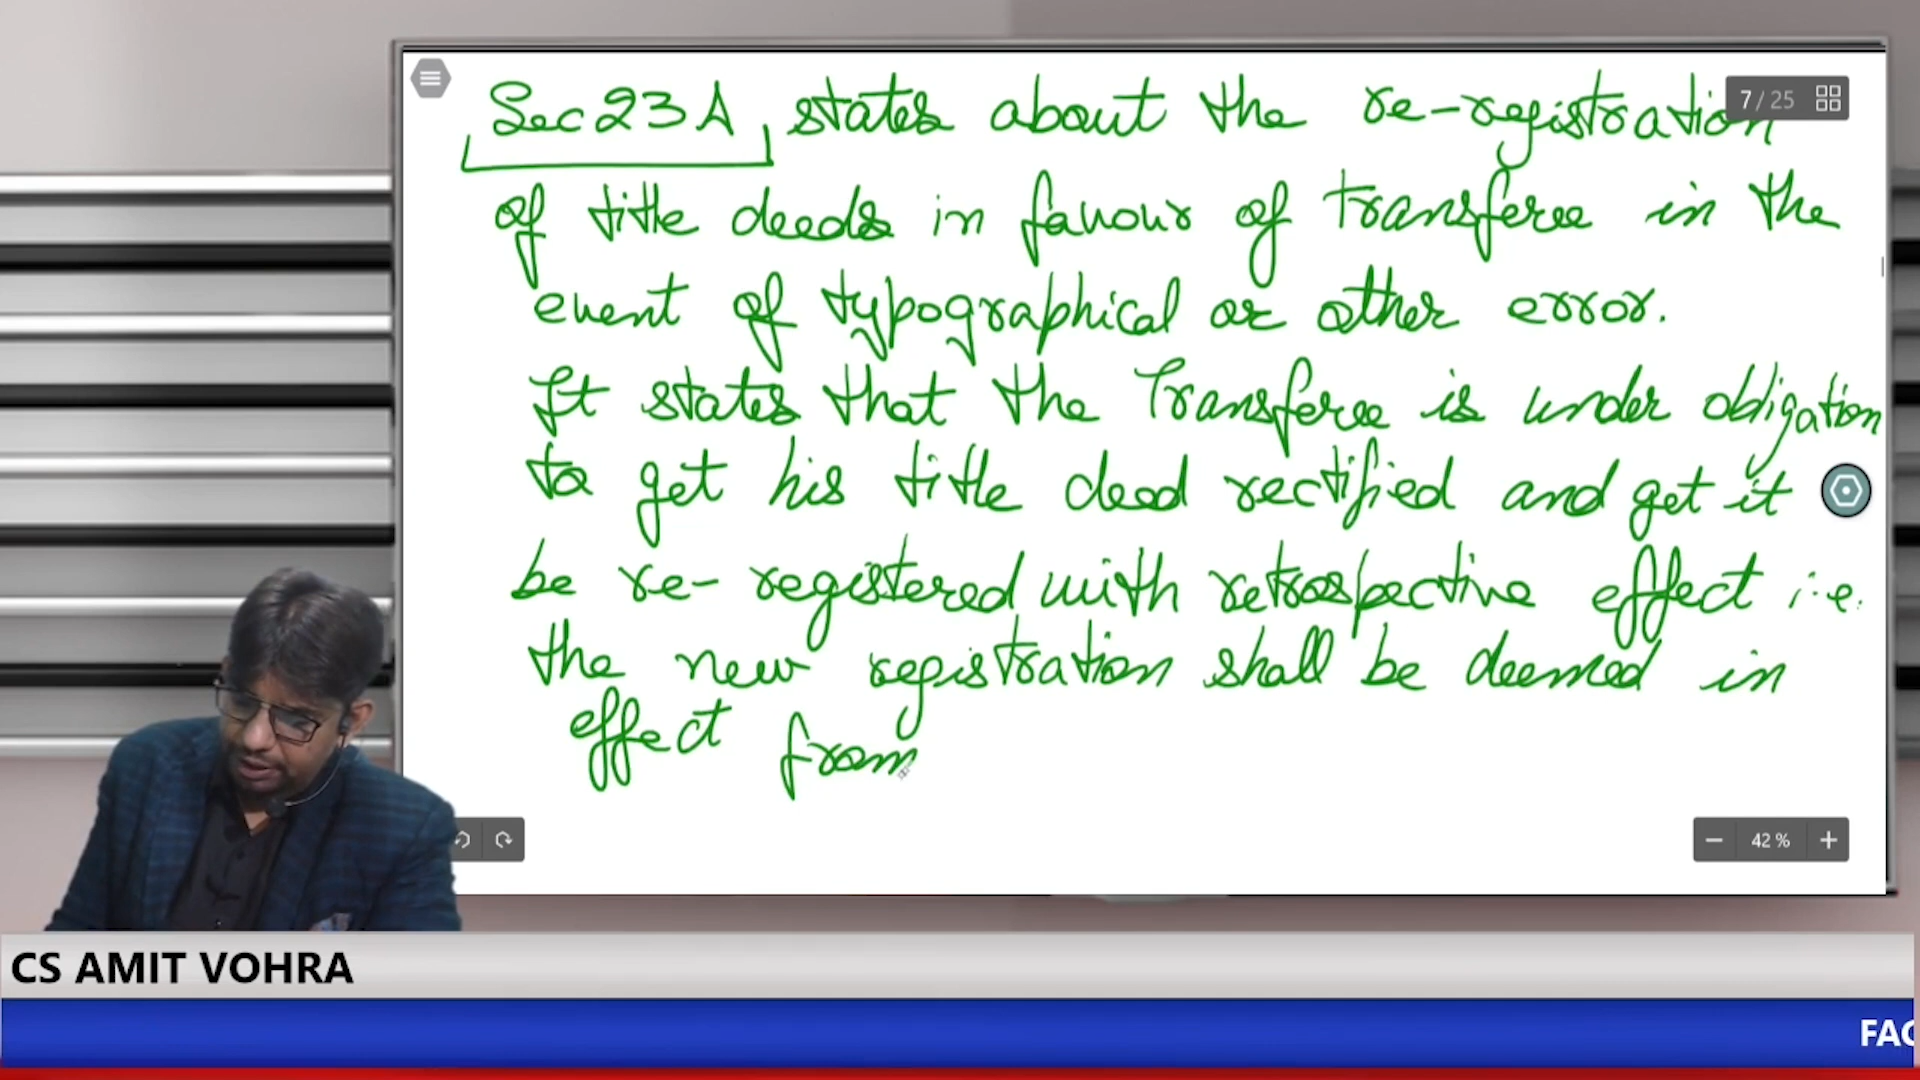 Sec 23A states about the re-registration
7 / 25
of title deeds in favour of transferee in the
event of typographical or other error.
It states that the Transferee is under obligation
to get his title deed rectified and get it
be re-registered with retrospective effect i.e.
the new registration shall be deemed in
effect from
42 %
CS AMIT VOHRA
FAC